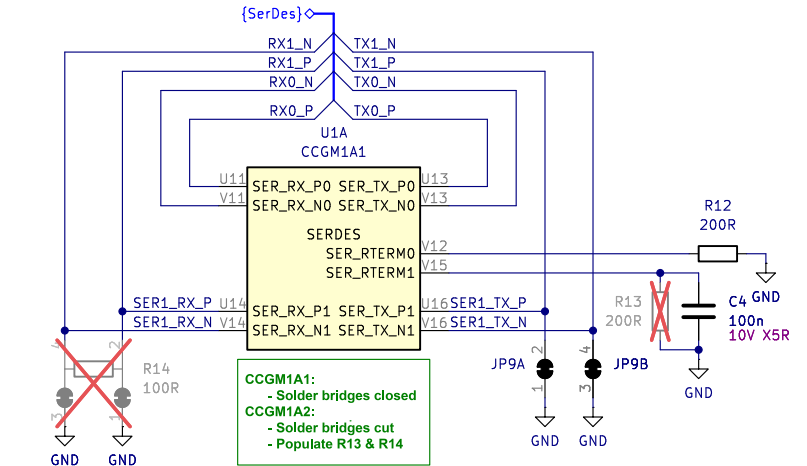 {SerDes}
RX1_N TX1_N
RX1_P TX1_P
RX0_N TX0_N
RX0_P TX0_P
U1A
CCGM1A1
U11 SER_RX_P0 SER_TX_P0 U13
V11 SER_RX_N0 SER_TX_N0 V13
SERDES
SER_RTERM0 V12
SER_RTERM1 V15
SER1_RX_P U14 SER_RX_P1 SER_TX_P1 U16 SER1_TX_P
SER1_RX_N V14 SER_RX_N1 SER_TX_N1 V16 SER1_TX_N
R12
200R
GND
R13
200R
C4
100n
10V X5R
GND
4 2
R14
100R
3 1
GND GND
JP9A 2 4 JP9B
1 3
GND GND
CCGM1A1:
- Solder bridges closed
CCGM1A2:
- Solder bridges cut
- Populate R13 & R14